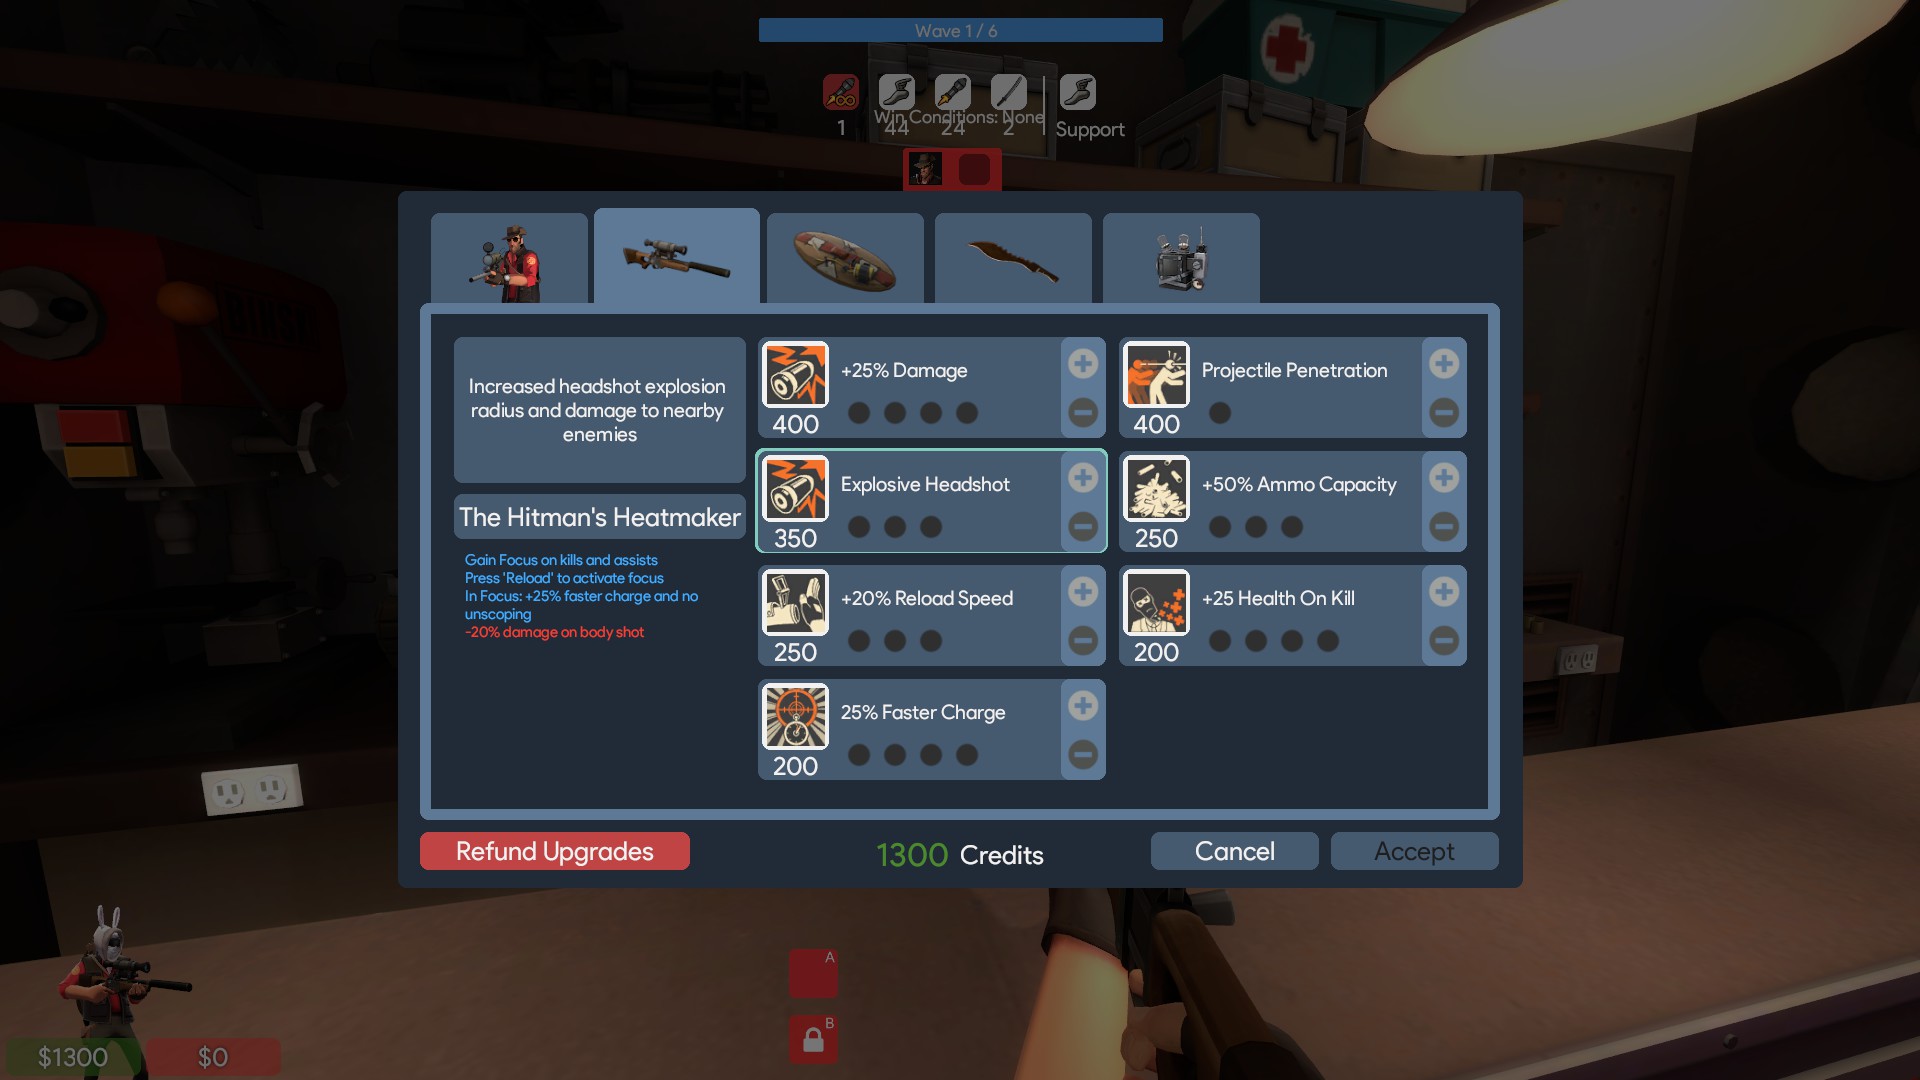 Wave 1 / 6
Win Conditions: None
1
44
24
2
Support
Increased headshot explosion
radius and damage to nearby
enemies
The Hitman's Heatmaker
Gain Focus on kills and assists
Press 'Reload' to activate focus
In Focus: +25% faster charge and no
unscoping
-20% damage on body shot
+25% Damage
400
Projectile Penetration
400
Explosive Headshot
350
+50% Ammo Capacity
250
+20% Reload Speed
250
+25 Health On Kill
200
25% Faster Charge
200
Refund Upgrades
1300 Credits
Cancel
Accept
A
B
$1300
$0